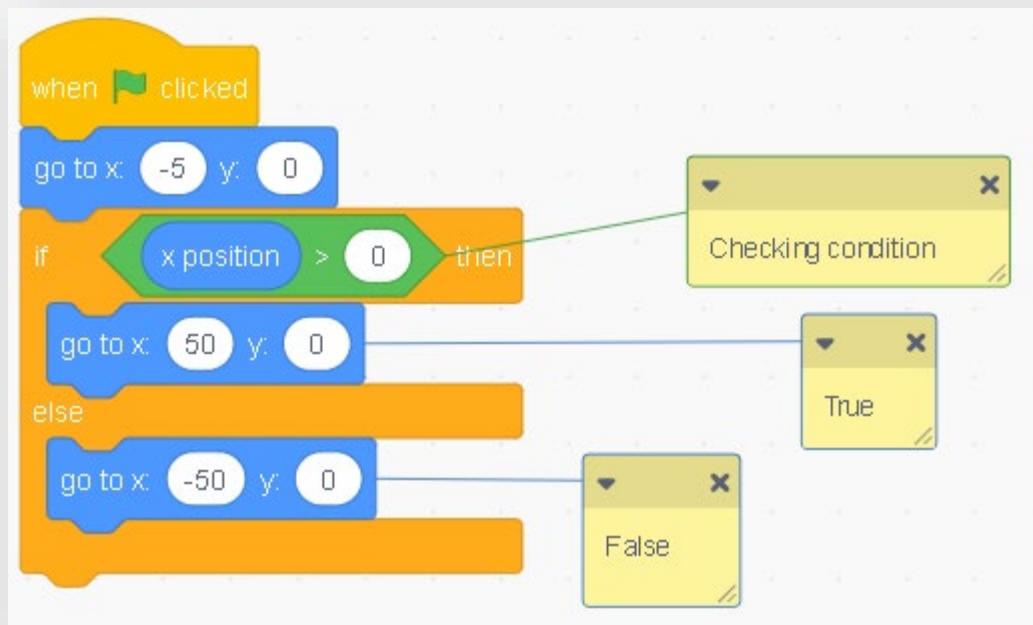 when clicked
go to x: -5 y: 0
if x position > 0 then
Checking condition
go to x: 50 y: 0
True
else
go to x: -50 y: 0
False